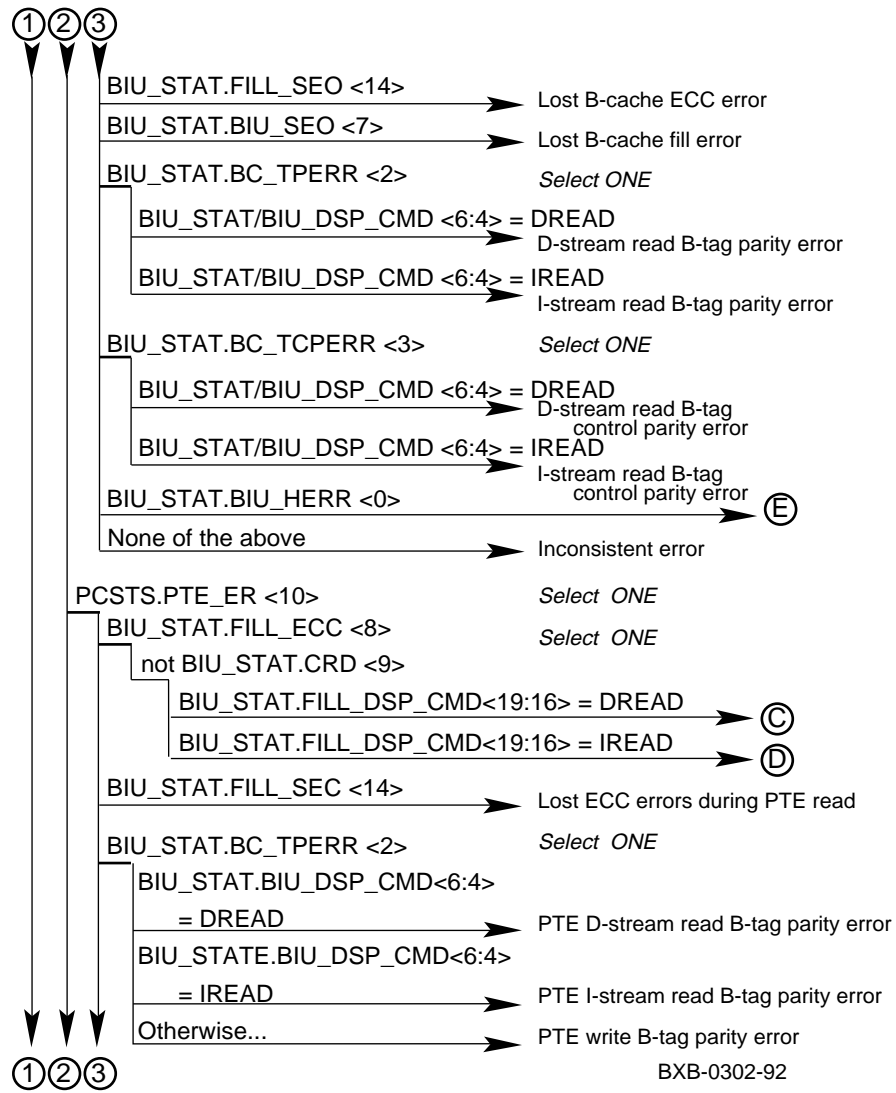 1 2 3
BIU_STAT.FILL_SEO <14>
Lost B-cache ECC error
BIU_STAT.BIU_SEO <7>
Lost B-cache fill error
BIU_STAT.BC_TPERR <2> Select ONE
BIU_STAT/BIU_DSP_CMD <6:4> = DREAD
D-stream read B-tag parity error
BIU_STAT/BIU_DSP_CMD <6:4> = IREAD
I-stream read B-tag parity error
BIU_STAT.BC_TCPERR <3> Select ONE
BIU_STAT/BIU_DSP_CMD <6:4> = DREAD
D-stream read B-tag
control parity error
BIU_STAT/BIU_DSP_CMD <6:4> = IREAD
I-stream read B-tag
control parity error
BIU_STAT.BIU_HERR <0> E
None of the above
Inconsistent error
PCSTS.PTE_ER <10> Select ONE
BIU_STAT.FILL_ECC <8> Select ONE
not BIU_STAT.CRD <9>
BIU_STAT.FILL_DSP_CMD<19:16> = DREAD C
BIU_STAT.FILL_DSP_CMD<19:16> = IREAD D
BIU_STAT.FILL_SEC <14>
Lost ECC errors during PTE read
BIU_STAT.BC_TPERR <2> Select ONE
BIU_STAT.BIU_DSP_CMD<6:4>
= DREAD PTE D-stream read B-tag parity error
BIU_STATE.BIU_DSP_CMD<6:4>
= IREAD PTE I-stream read B-tag parity error
Otherwise... PTE write B-tag parity error
1 2 3 BXB-0302-92